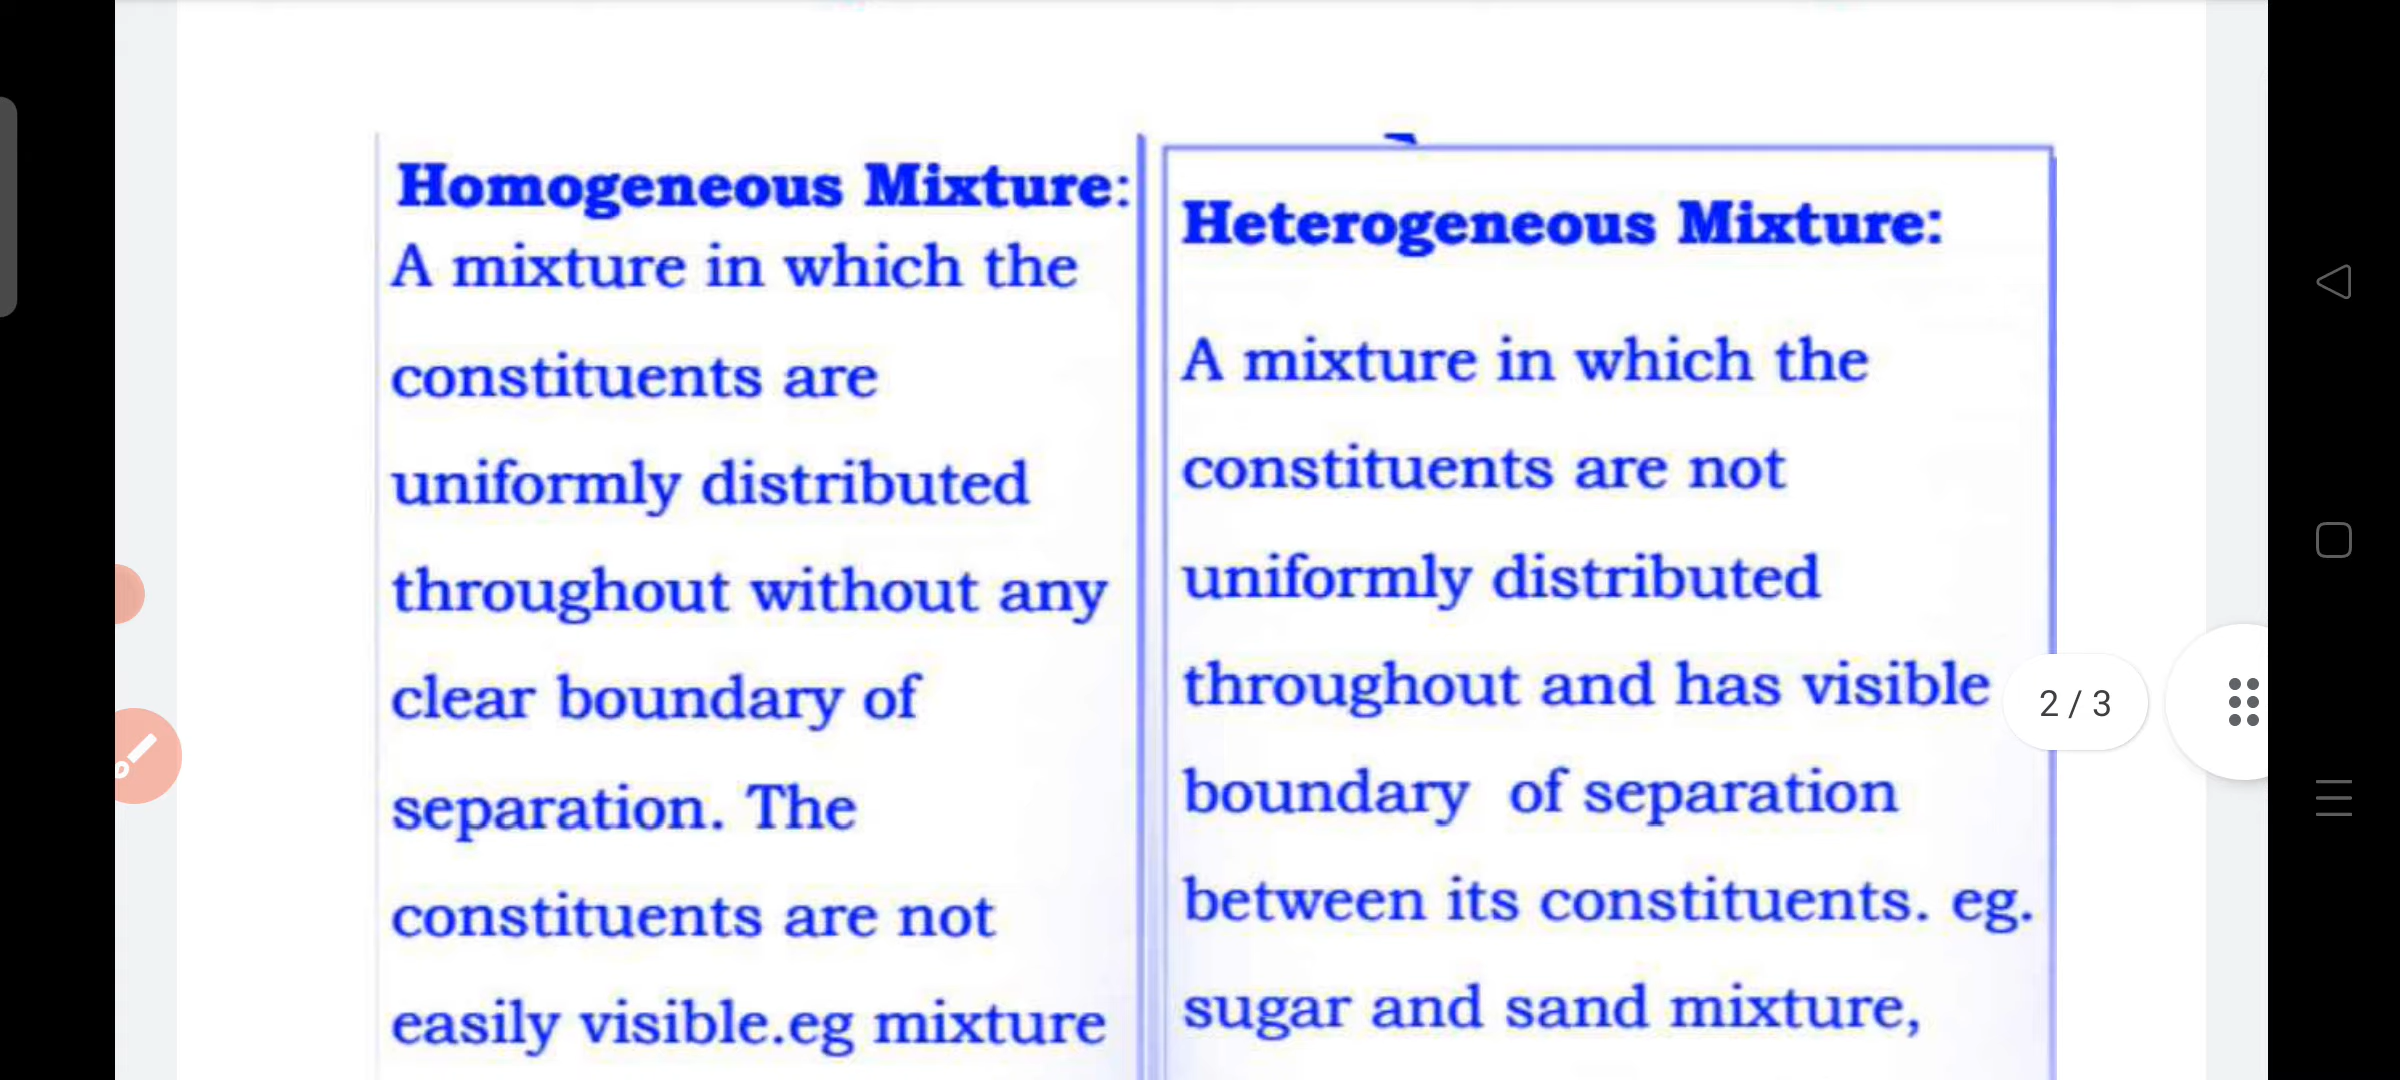 Homogeneous Mixture:
A mixture in which the
constituents are
uniformly distributed
throughout without any
clear boundary of
separation. The
constituents are not
easily visible.eg mixture
Heterogeneous Mixture:
A mixture in which the
constituents are not
uniformly distributed
throughout and has visible
boundary  of separation
between its constituents. eg.
sugar and sand mixture,
2 / 3